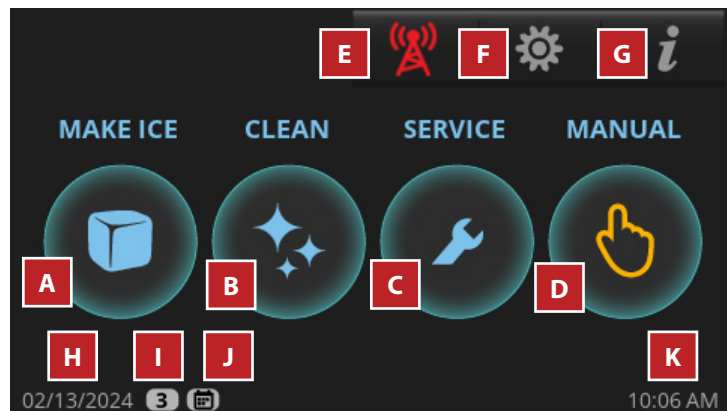 E F G i
MAKE ICE CLEAN SERVICE MANUAL
A B C D
H I J K
02/13/2024 3 10:06 AM